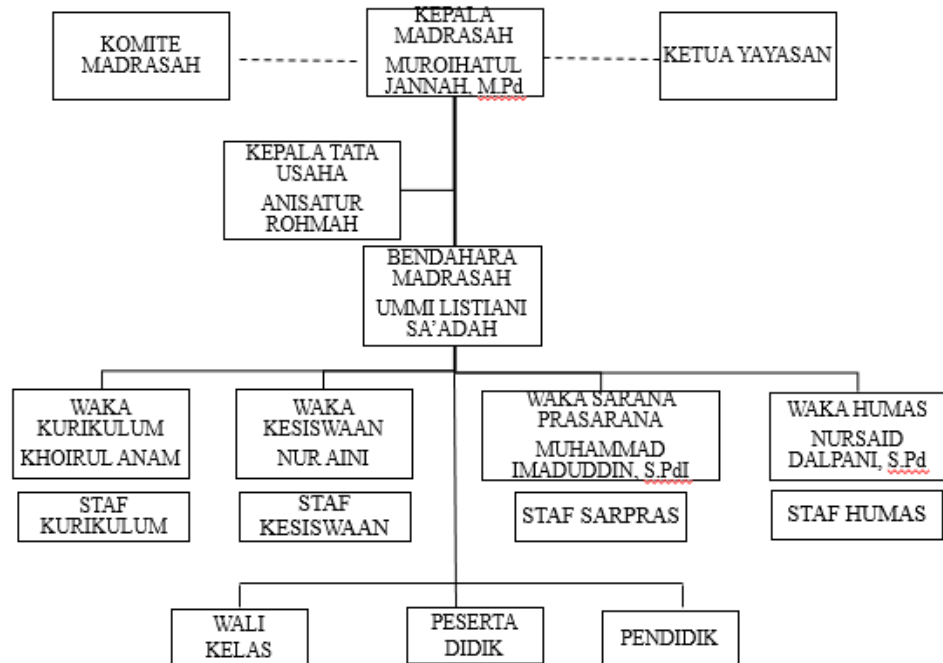 KOMITE
MADRASAH
KEPALA
MADRASAH
MUROIHATUL
JANNAH, M.Pd
KETUA YAYASAN
KEPALA TATA
USAHA
ANISATUR
ROHMAH
BENDAHARA
MADRASAH
UMMI LISTIANI
SA’ADAH
WAKA
KURIKULUM
KHOIRUL ANAM
WAKA
KESISWAAN
NUR AINI
WAKA SARANA
PRASARANA
MUHAMMAD
IMADUDDIN, S.PdI
WAKA HUMAS
NURSAID
DALPANI, S.Pd
STAF
KURIKULUM
STAF
KESISWAAN
STAF SARPRAS
STAF HUMAS
WALI
KELAS
PESERTA
DIDIK
PENDIDIK